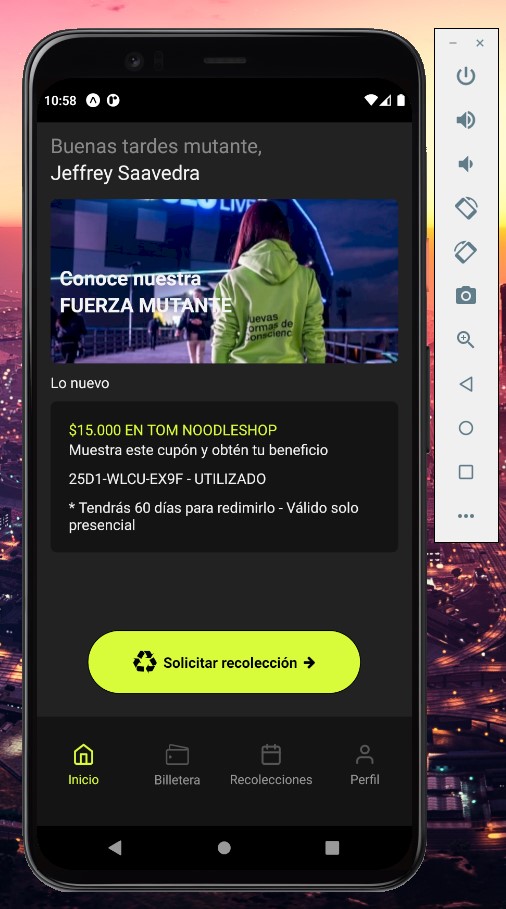 10:58
Buenas tardes mutante,
Jeffrey Saavedra
Conoce nuestra
FUERZA MUTANTE
LIVE
Nuevas
formas de
Consciencia
Lo nuevo
$15.000 EN TOM NOODLESHOP
Muestra este cupón y obtén tu beneficio
25D1-WLCU-EX9F - UTILIZADO
* Tendrás 60 días para redimirlo - Válido solo
presencial
Solicitar recolección →
Inicio
Billetera
Recolecciones
Perfil